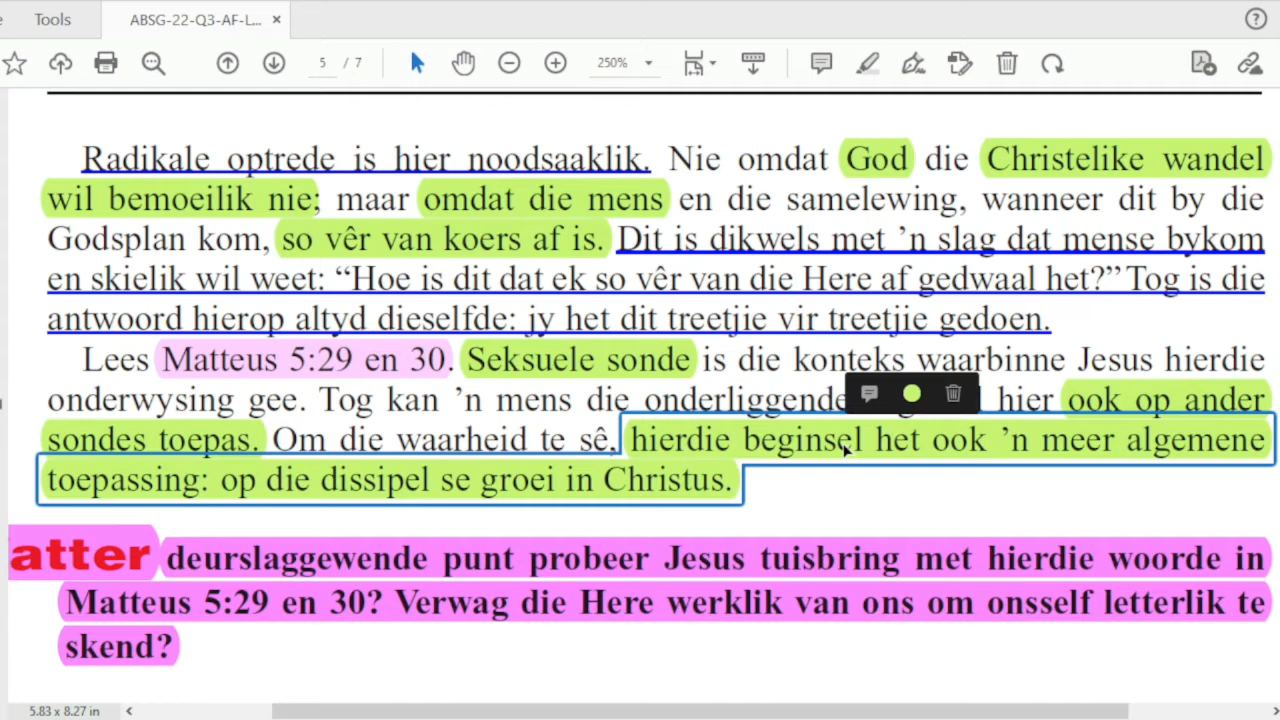 Tools
ABSG-22-Q3-AF-L... ×
5 / 7
250%
Radikale optrede is hier noodsaaklik. Nie omdat God die Christelike wandel
wil bemoeilik nie; maar omdat die mens en die samelewing, wanneer dit by die
Godsplan kom, so vêr van koers af is. Dit is dikwels met ’n slag dat mense bykom
en skielik wil weet: “Hoe is dit dat ek so vêr van die Here af gedwaal het?” Tog is die
antwoord hierop altyd dieselfde: jy het dit treetjie vir treetjie gedoen.
Lees Matteus 5:29 en 30. Seksuele sonde is die konteks waarbinne Jesus hierdie
onderwysing gee. Tog kan ’n mens die onderliggende hier ook op ander
sondes toepas. Om die waarheid te sê, hierdie beginsel het ook ’n meer algemene
toepassing: op die dissipel se groei in Christus.
atter deurslaggewende punt probeer Jesus tuisbring met hierdie woorde in
Matteus 5:29 en 30? Verwag die Here werklik van ons om onsself letterlik te
skend?
5.83 x 8.27 in